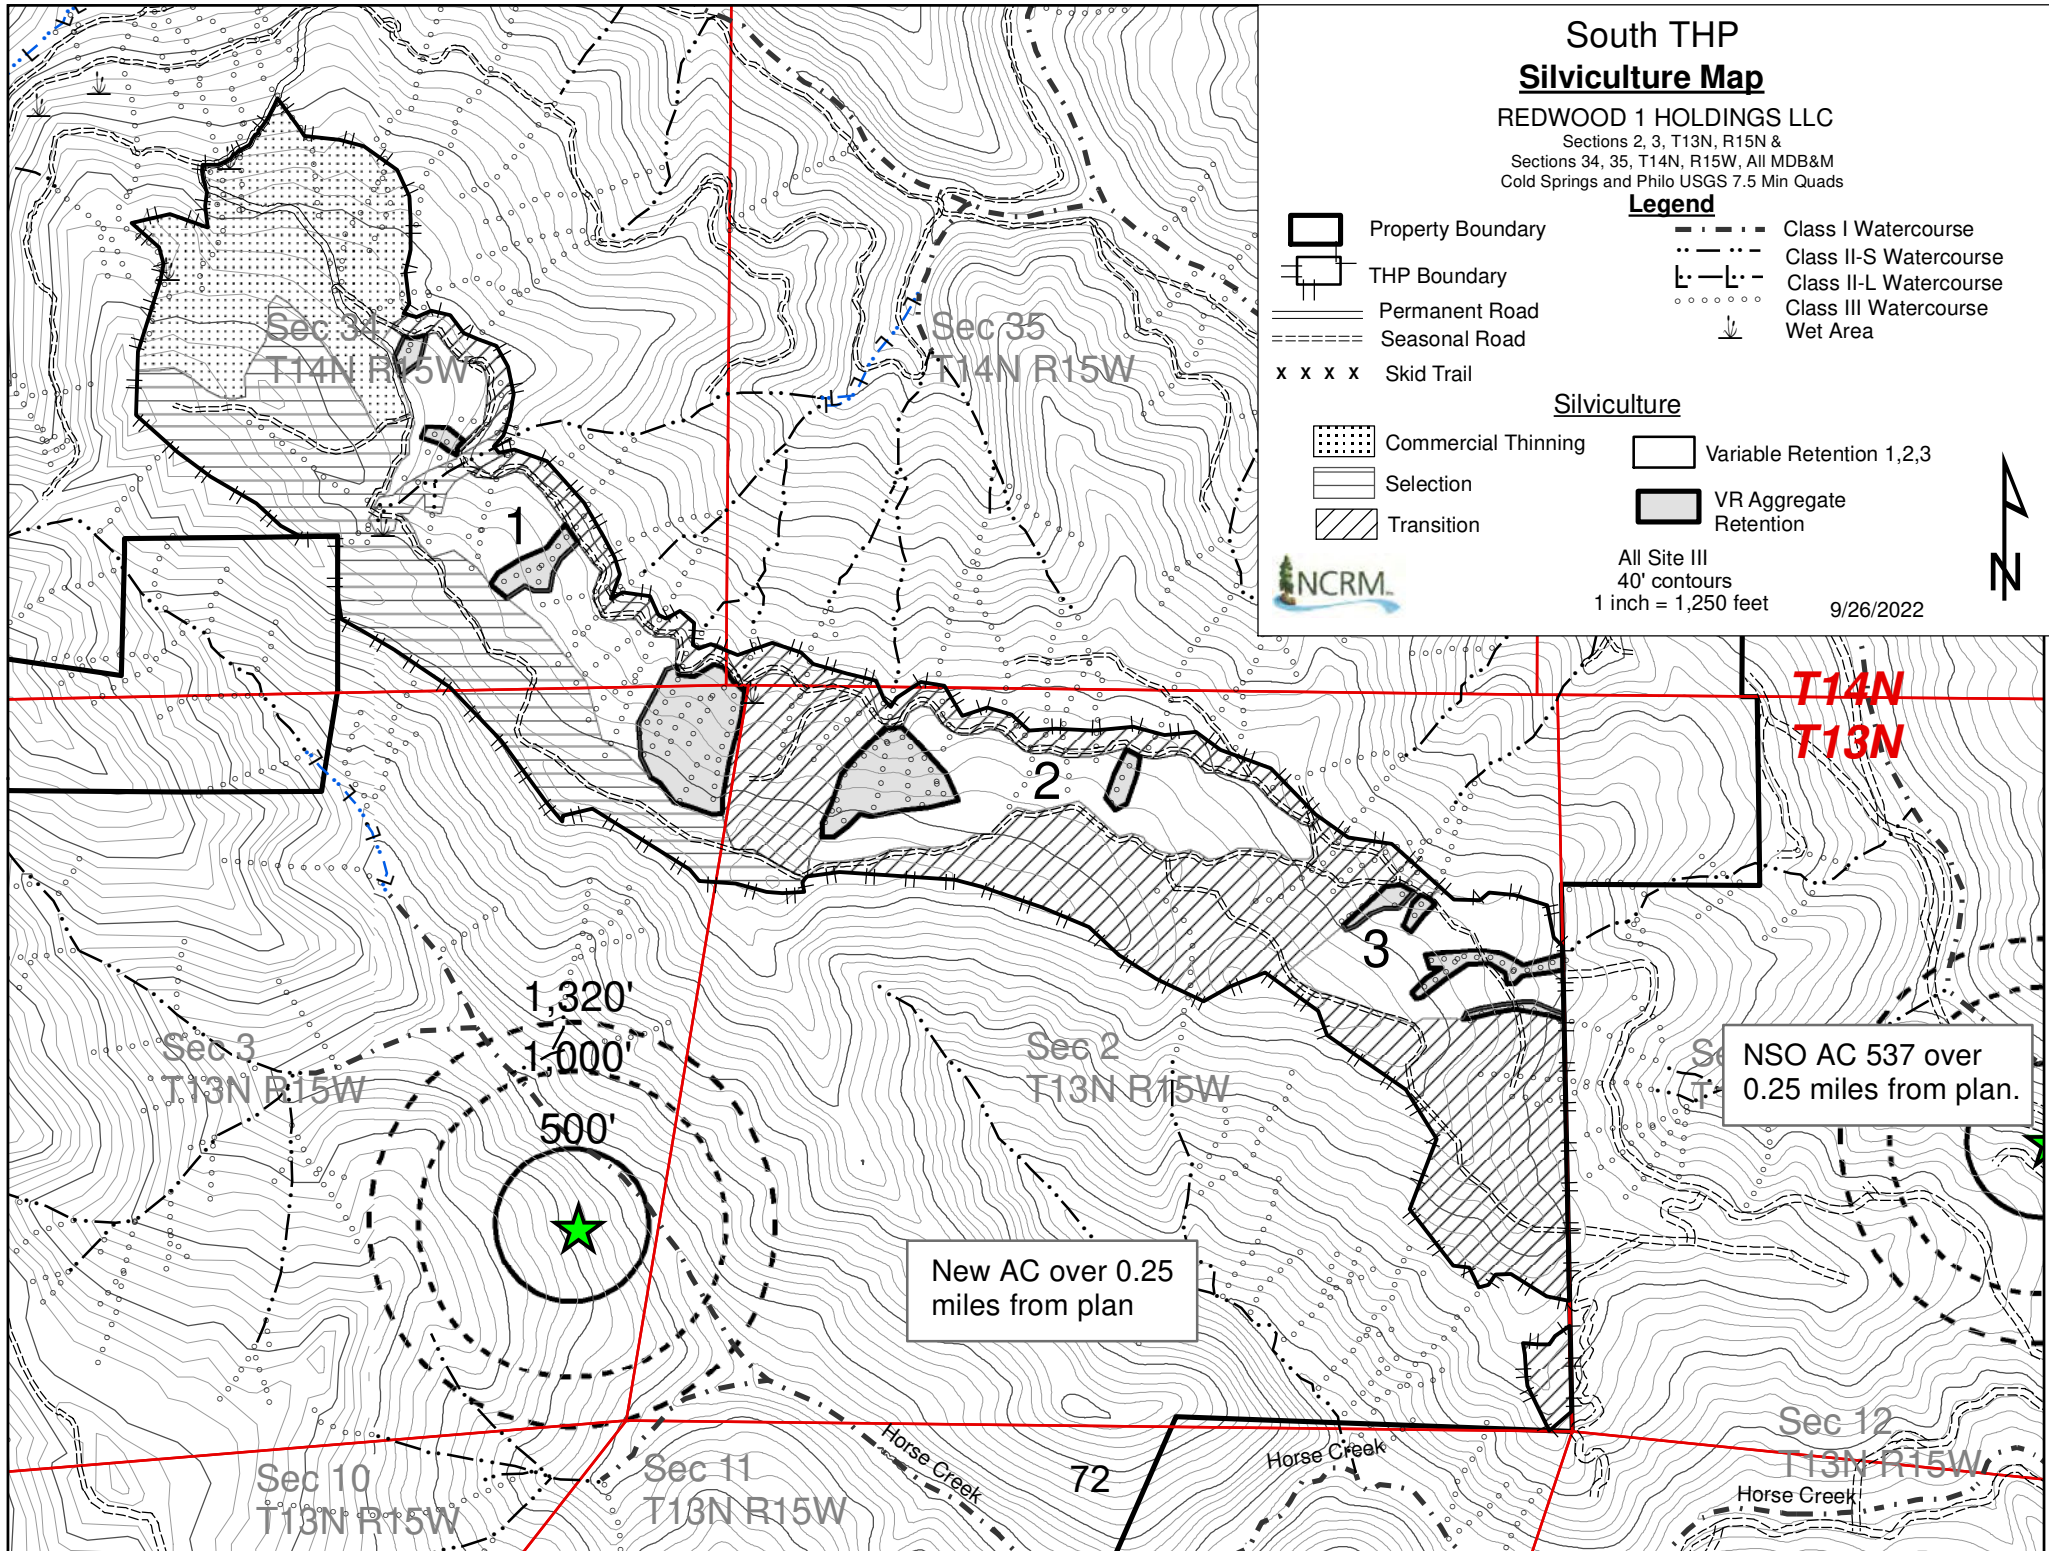 South THP
Silviculture Map
REDWOOD 1 HOLDINGS LLC
Sections 2, 3, T13N, R15N &
Sections 34, 35, T14N, R15W, All MDB&M
Cold Springs and Philo USGS 7.5 Min Quads
Legend
Property Boundary
THP Boundary
Permanent Road
Seasonal Road
x x x x Skid Trail
Class I Watercourse
Class II-S Watercourse
Class II-L Watercourse
Class III Watercourse
Wet Area
Silviculture
Commercial Thinning
Selection
Transition
Variable Retention 1,2,3
VR Aggregate
Retention
All Site III
40' contours
1 inch = 1,250 feet
9/26/2022
N
NCRM
Sec 34
T14N R15W
Sec 35
T14N R15W
1
T14N
T13N
2
3
1,320'
1,000'
500'
Sec 3
T13N R15W
Sec 2
T13N R15W
NSO AC 537 over
0.25 miles from plan.
New AC over 0.25
miles from plan
Sec 10
T13N R15W
Sec 11
T13N R15W
Horse Creek
72
Horse Creek
Sec 12
T13N R15W
Horse Creek